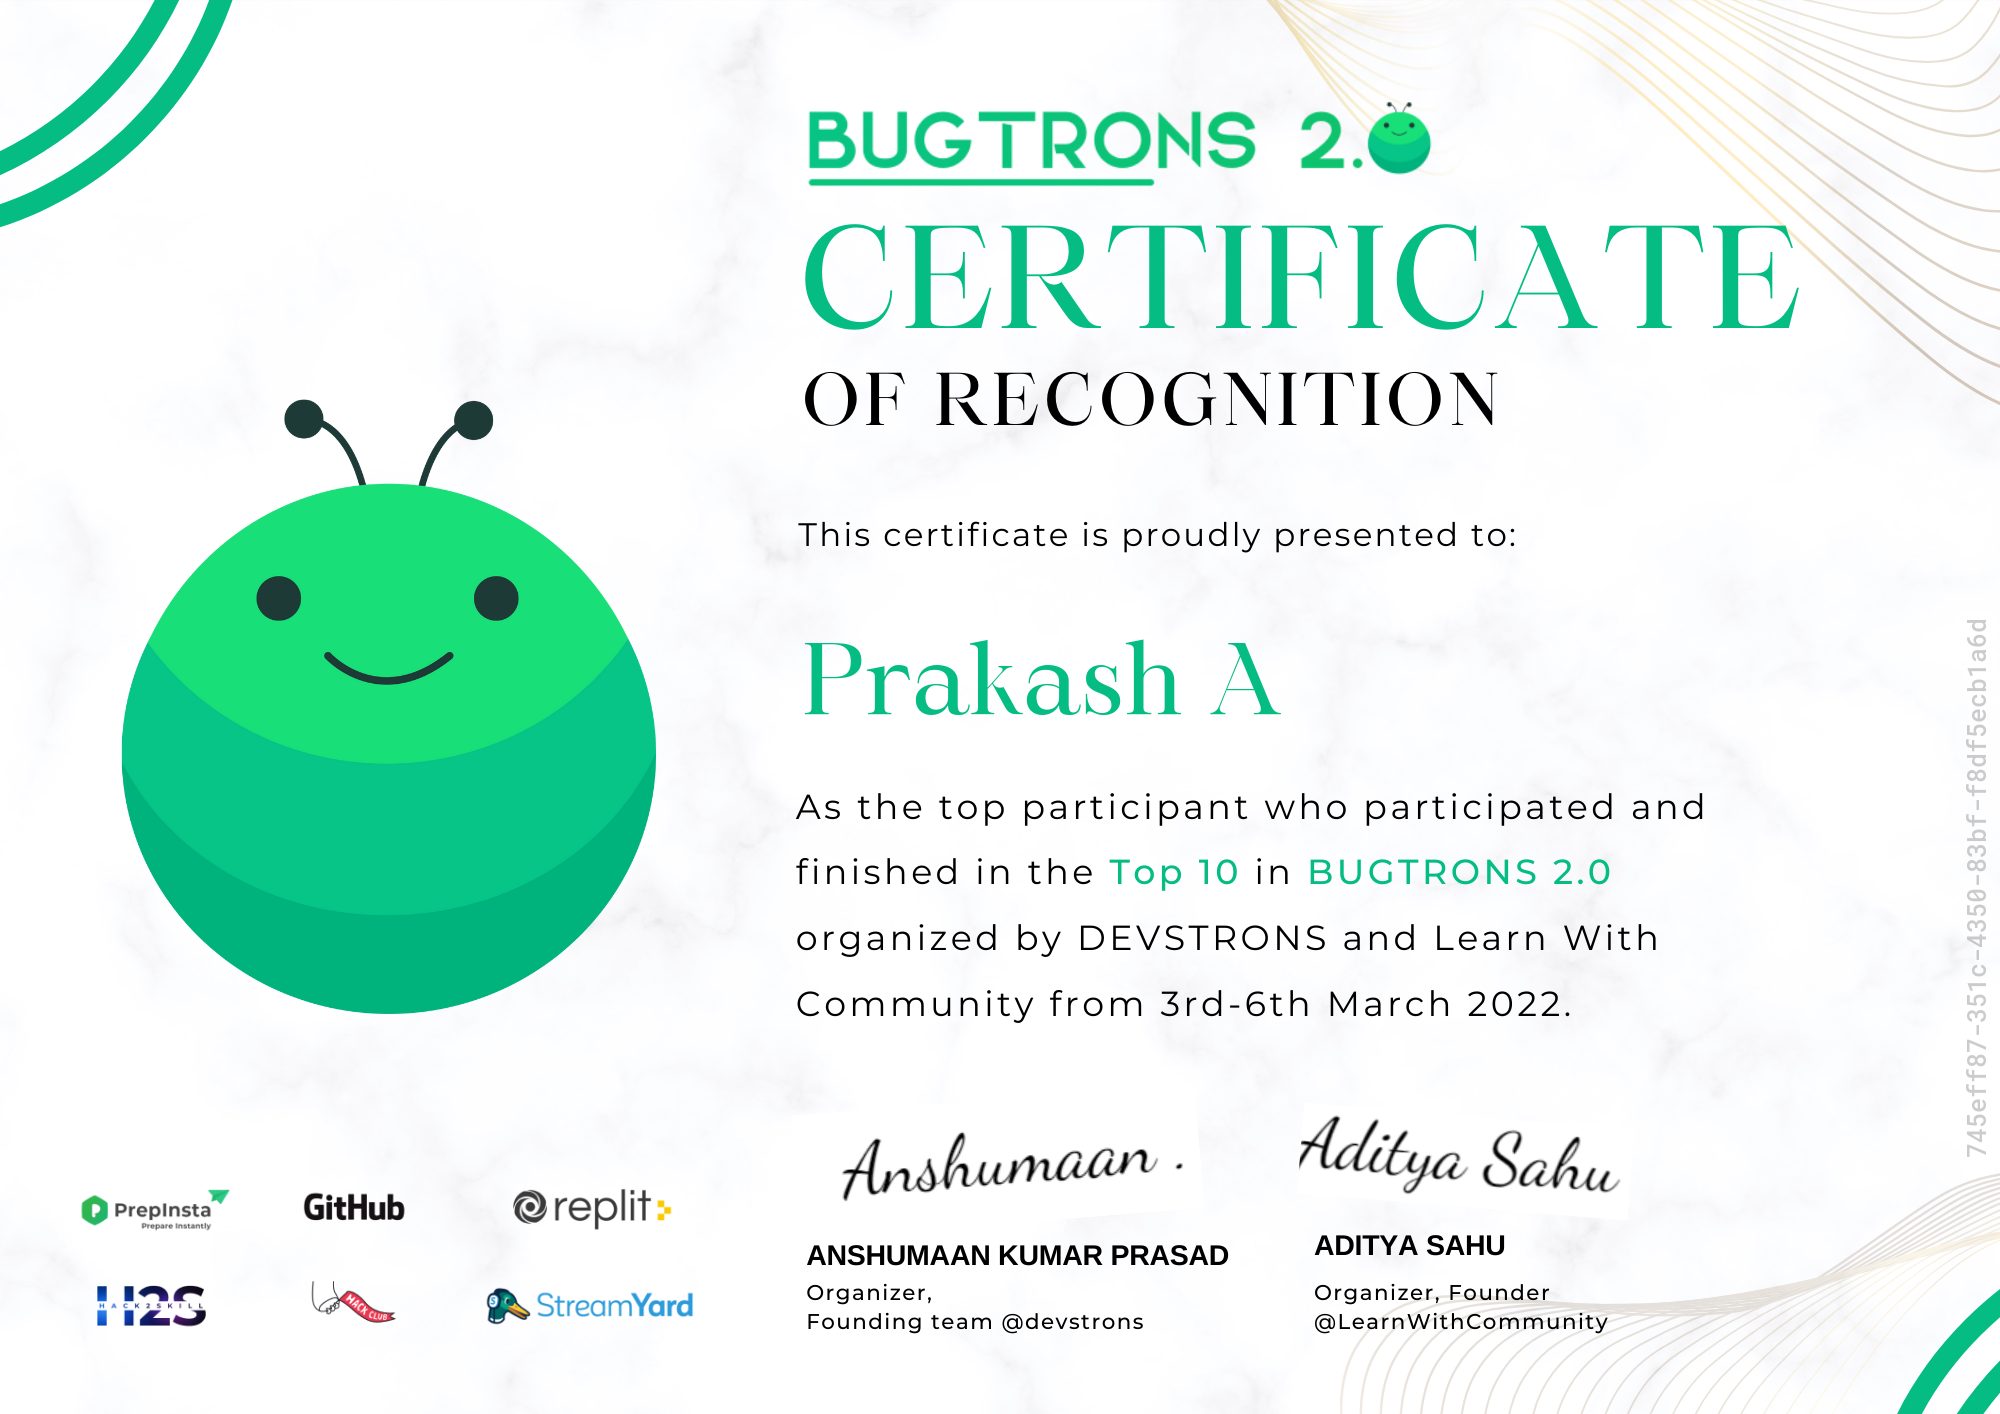 BUGTRONS 2.0
CERTIFICATE
OF RECOGNITION
This certificate is proudly presented to:
Prakash A
As the top participant who participated and
finished in the Top 10 in BUGTRONS 2.0
organized by DEVSTRONS and Learn With
Community from 3rd-6th March 2022.
Anshumaan .
ANSHUMAAN KUMAR PRASAD
Organizer,
Founding team @devstrons
Aditya Sahu
ADITYA SAHU
Organizer, Founder
@LearnWithCommunity
PrepInsta
Prepare Instantly
GitHub
replit
H2S
HACK2SKILL
HACK CLUB
StreamYard
745eff87-351c-4350-83bf-f8df5ecb1a6d